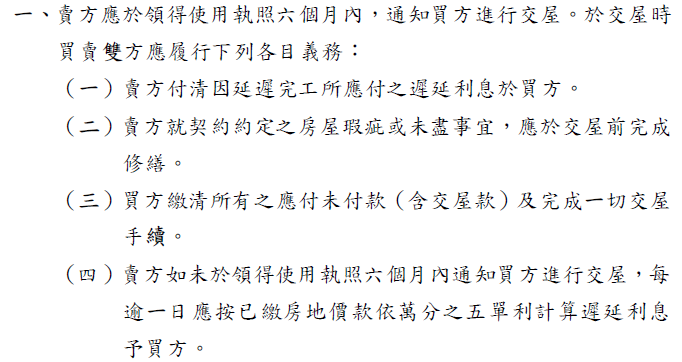 一、賣方應於領得使用執照六個月內，通知買方進行交屋。於交屋時
買賣雙方應履行下列各目義務：
（一）賣方付清因延遲完工所應付之遲延利息於買方。
（二）賣方就契約約定之房屋瑕疵或未盡事宜，應於交屋前完成
修繕。
（三）買方繳清所有之應付未付款（含交屋款）及完成一切交屋
手續。
（四）賣方如未於領得使用執照六個月內通知買方進行交屋，每
逾一日應按已繳房地價款依萬分之五單利計算遲延利息
予買方。